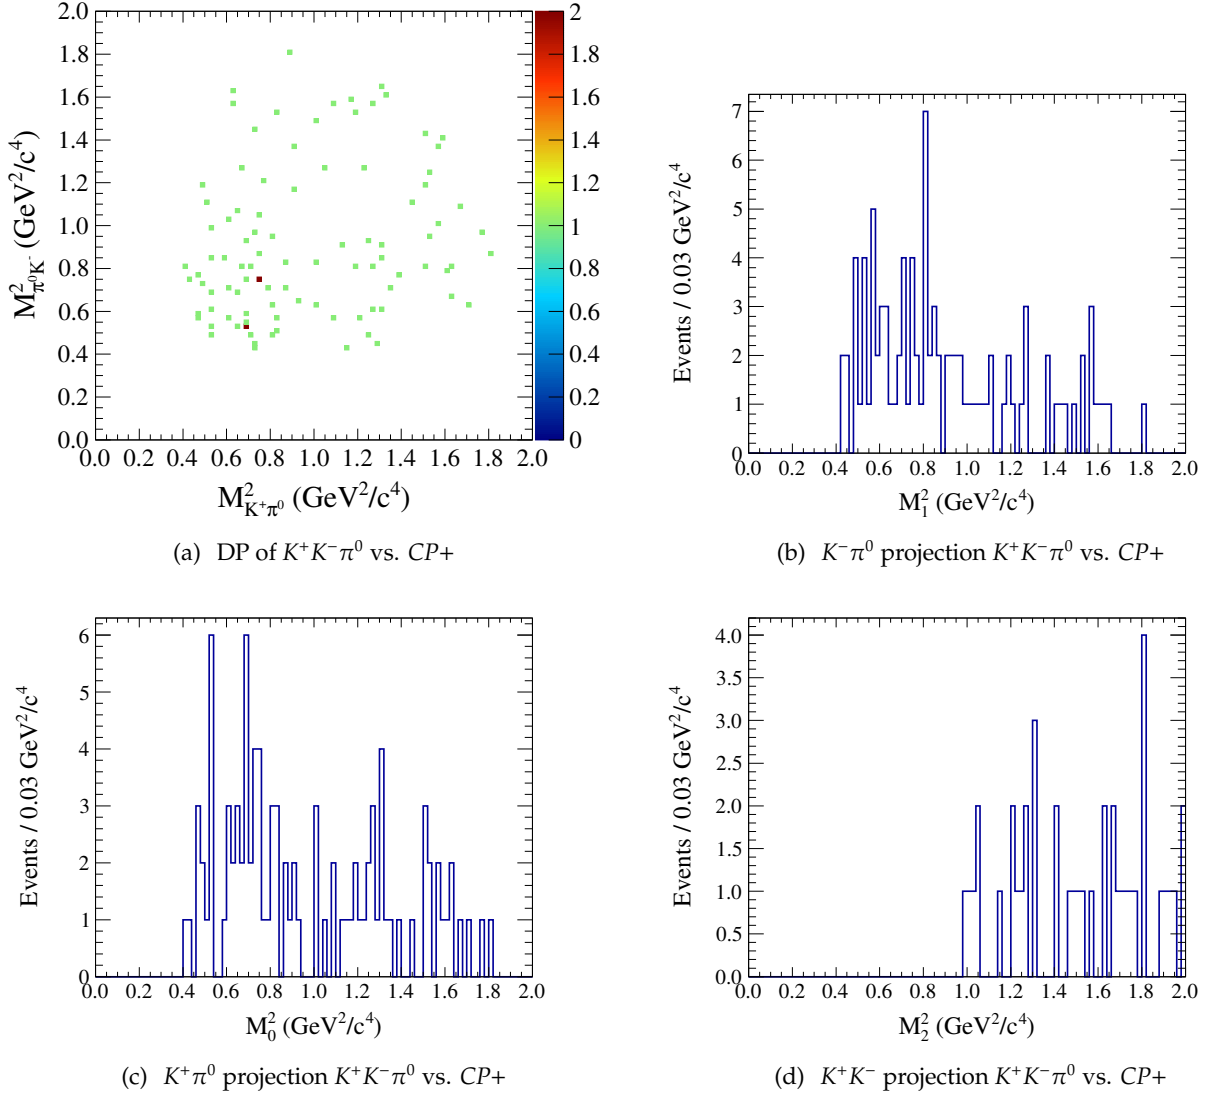 2.0
1.8
1.6
1.4
1.2
1.0
0.8
0.6
0.4
0.2
0.0
M²π⁰K⁻ (GeV²/c⁴)
0.0 0.2 0.4 0.6 0.8 1.0 1.2 1.4 1.6 1.8 2.0
M²K⁺π⁰ (GeV²/c⁴)
2
1.8
1.6
1.4
1.2
1
0.8
0.6
0.4
0.2
0
(a) DP of K⁺K⁻π⁰ vs. CP+
7
6
5
4
3
2
1
0
Events / 0.03 GeV²/c⁴
0.0 0.2 0.4 0.6 0.8 1.0 1.2 1.4 1.6 1.8 2.0
M₁² (GeV²/c⁴)
(b) K⁻π⁰ projection K⁺K⁻π⁰ vs. CP+
6
5
4
3
2
1
0
Events / 0.03 GeV²/c⁴
0.0 0.2 0.4 0.6 0.8 1.0 1.2 1.4 1.6 1.8 2.0
M₀² (GeV²/c⁴)
(c) K⁺π⁰ projection K⁺K⁻π⁰ vs. CP+
4.0
3.5
3.0
2.5
2.0
1.5
1.0
0.5
0.0
Events / 0.03 GeV²/c⁴
0.0 0.2 0.4 0.6 0.8 1.0 1.2 1.4 1.6 1.8 2.0
M₂² (GeV²/c⁴)
(d) K⁺K⁻ projection K⁺K⁻π⁰ vs. CP+